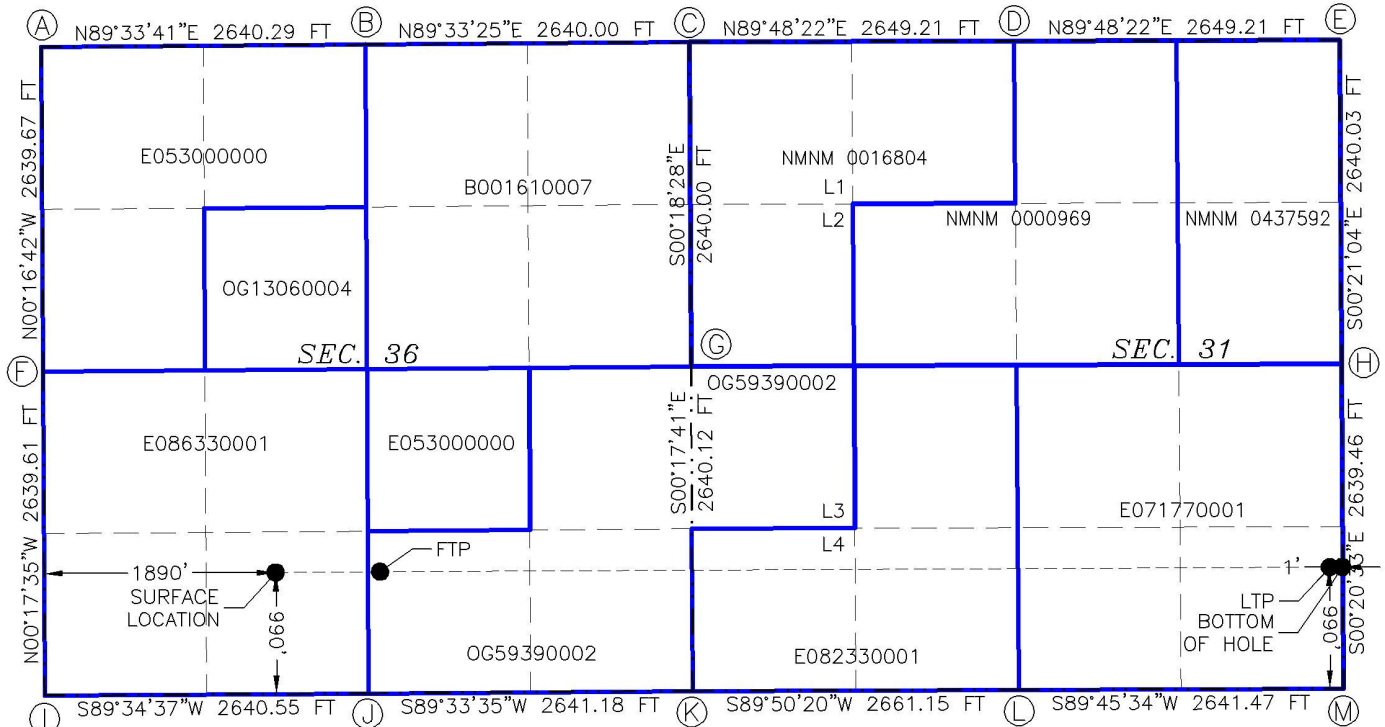 A
B
C
D
E
N89°33'41"E 2640.29 FT
N89°33'25"E 2640.00 FT
N89°48'22"E 2649.21 FT
N89°48'22"E 2649.21 FT
N00°16'42"W 2639.67 FT
E053000000
B001610007
S00°18'28"E
2640.00 FT
NMNM 0016804
L1
L2
NMNM 0000969
NMNM 0437592
S00°21'04"E 2640.03 FT
OG13060004
F
SEC. 36
G
SEC. 31
H
OG59390002
N00°17'35"W 2639.61 FT
E086330001
E053000000
S00°17'41"E
2640.12 FT
L3
L4
E071770001
S00°20'33"E 2639.46 FT
FTP
1890'
SURFACE
LOCATION
990'
1'
LTP
BOTTOM
OF HOLE
990'
OG59390002
E082330001
I
S89°34'37"W 2640.55 FT
J
S89°33'35"W 2641.18 FT
K
S89°50'20"W 2661.15 FT
L
S89°45'34"W 2641.47 FT
M